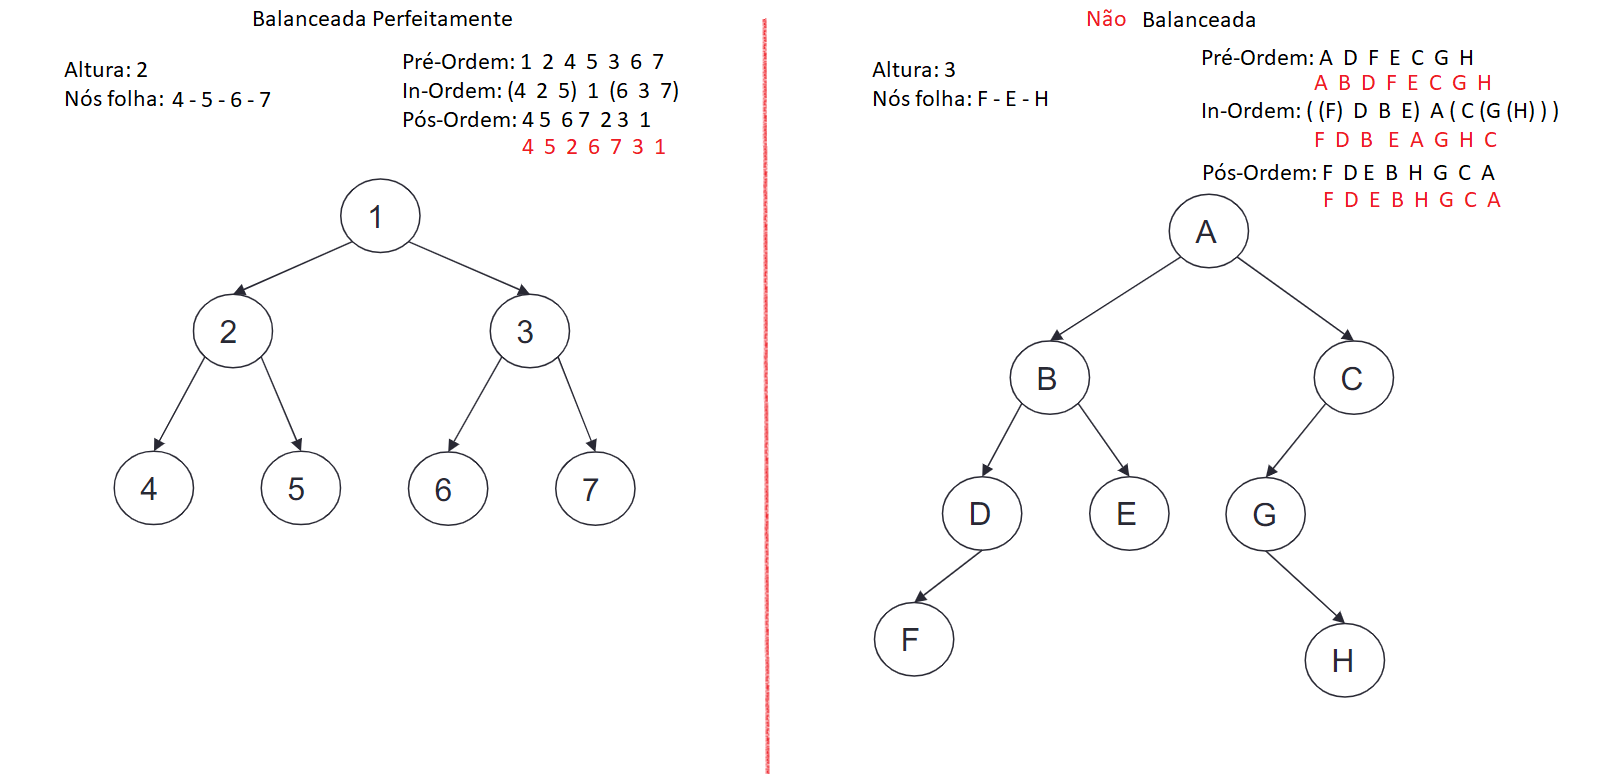 Balanceada Perfeitamente
Altura: 2
Nós folha: 4 - 5 - 6 - 7
Pré-Ordem: 1 2 4 5 3 6 7
In-Ordem: (4 2 5) 1 (6 3 7)
Pós-Ordem: 4 5 6 7 2 3 1
4 5 2 6 7 3 1
1
2
3
4
5
6
7
Não Balanceada
Altura: 3
Nós folha: F - E - H
Pré-Ordem: A D F E C G H
A B D F E C G H
In-Ordem: ( (F) D B E) A ( C (G (H) ) )
F D B E A G H C
Pós-Ordem: F D E B H G C A
F D E B H G C A
A
B
C
D
E
G
F
H